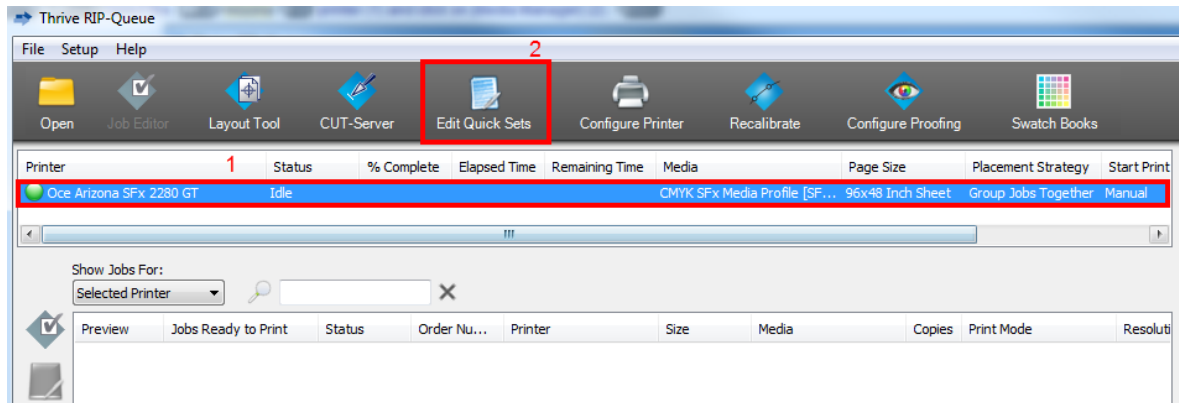 Thrive RIP-Queue
File Setup Help
2
Open Job Editor Layout Tool CUT-Server Edit Quick Sets Configure Printer Recalibrate Configure Proofing Swatch Books
Printer 1 Status % Complete Elapsed Time Remaining Time Media Page Size Placement Strategy Start Print
Oce Arizona SFx 2280 GT Idle CMYK SFx Media Profile [SF... 96x48 Inch Sheet Group Jobs Together Manual
Show Jobs For:
Selected Printer
Preview Jobs Ready to Print Status Order Nu... Printer Size Media Copies Print Mode Resoluti